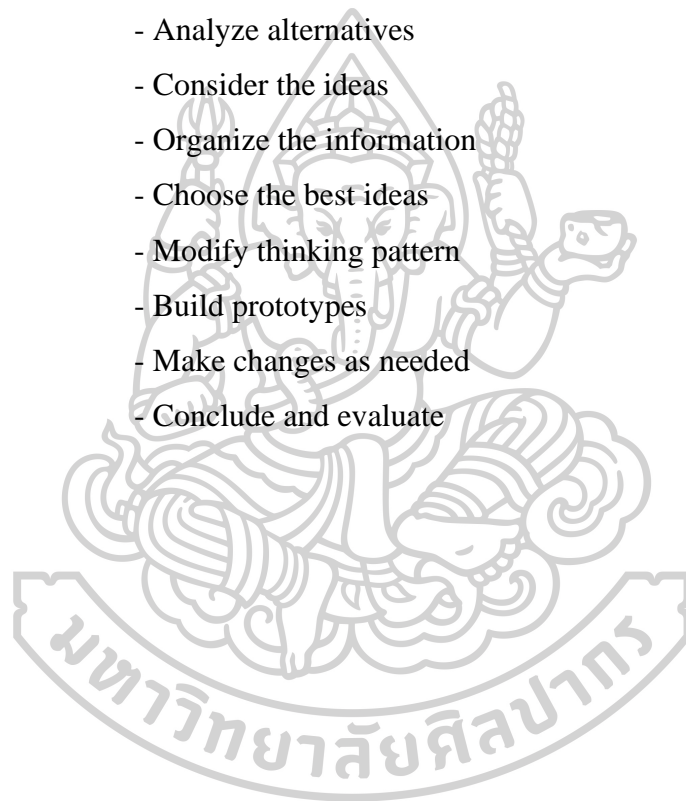 - Analyze alternatives
- Consider the ideas
- Organize the information
- Choose the best ideas
- Modify thinking pattern
- Build prototypes
- Make changes as needed
- Conclude and evaluate
มหาวิทยาลัยศิลปากร